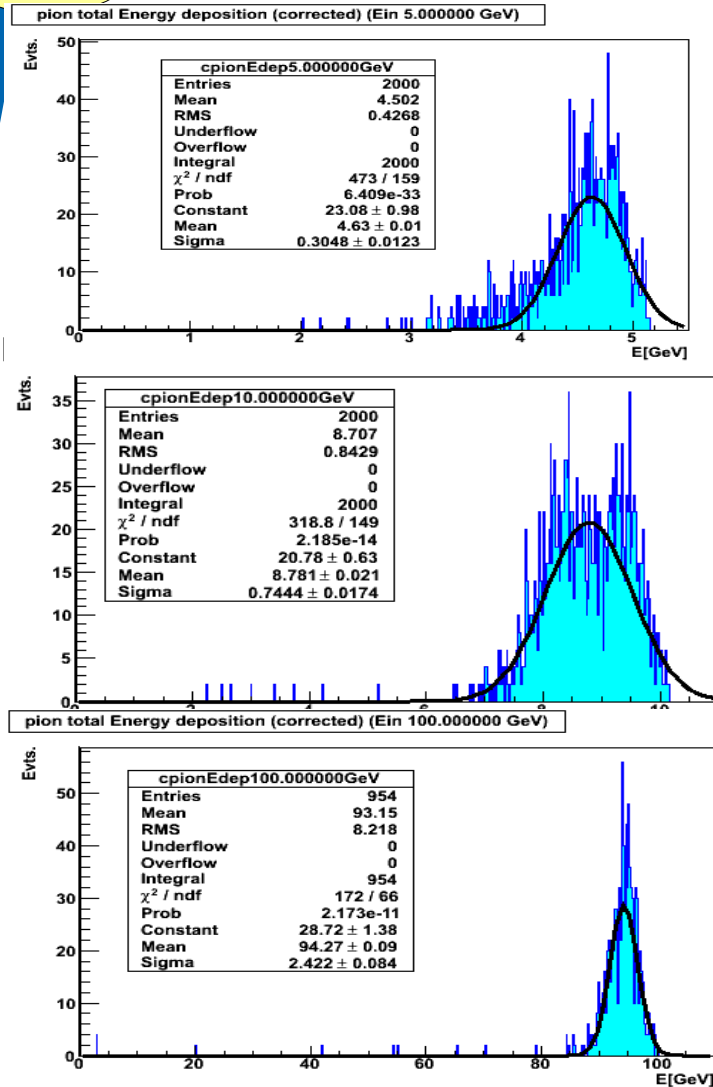 pion total Energy deposition (corrected) (Ein 5.000000 GeV)
Evts.
50
40
30
20
10
0
cpionEdep5.000000GeV
Entries 2000
Mean 4.502
RMS 0.4268
Underflow 0
Overflow 0
Integral 2000
χ² / ndf 473 / 159
Prob 6.409e-33
Constant 23.08 ± 0.98
Mean 4.63 ± 0.01
Sigma 0.3048 ± 0.0123
0 1 2 3 4 5
E[GeV]
Evts.
35
30
25
20
15
10
5
0
cpionEdep10.000000GeV
Entries 2000
Mean 8.707
RMS 0.8429
Underflow 0
Overflow 0
Integral 2000
χ² / ndf 318.8 / 149
Prob 2.185e-14
Constant 20.78 ± 0.63
Mean 8.781 ± 0.021
Sigma 0.7444 ± 0.0174
0 2 4 6 8 10
pion total Energy deposition (corrected) (Ein 100.000000 GeV)
Evts.
50
40
30
20
10
0
cpionEdep100.000000GeV
Entries 954
Mean 93.15
RMS 8.218
Underflow 0
Overflow 0
Integral 954
χ² / ndf 172 / 66
Prob 2.173e-11
Constant 28.72 ± 1.38
Mean 94.27 ± 0.09
Sigma 2.422 ± 0.084
0 20 40 60 80 100
E[GeV]